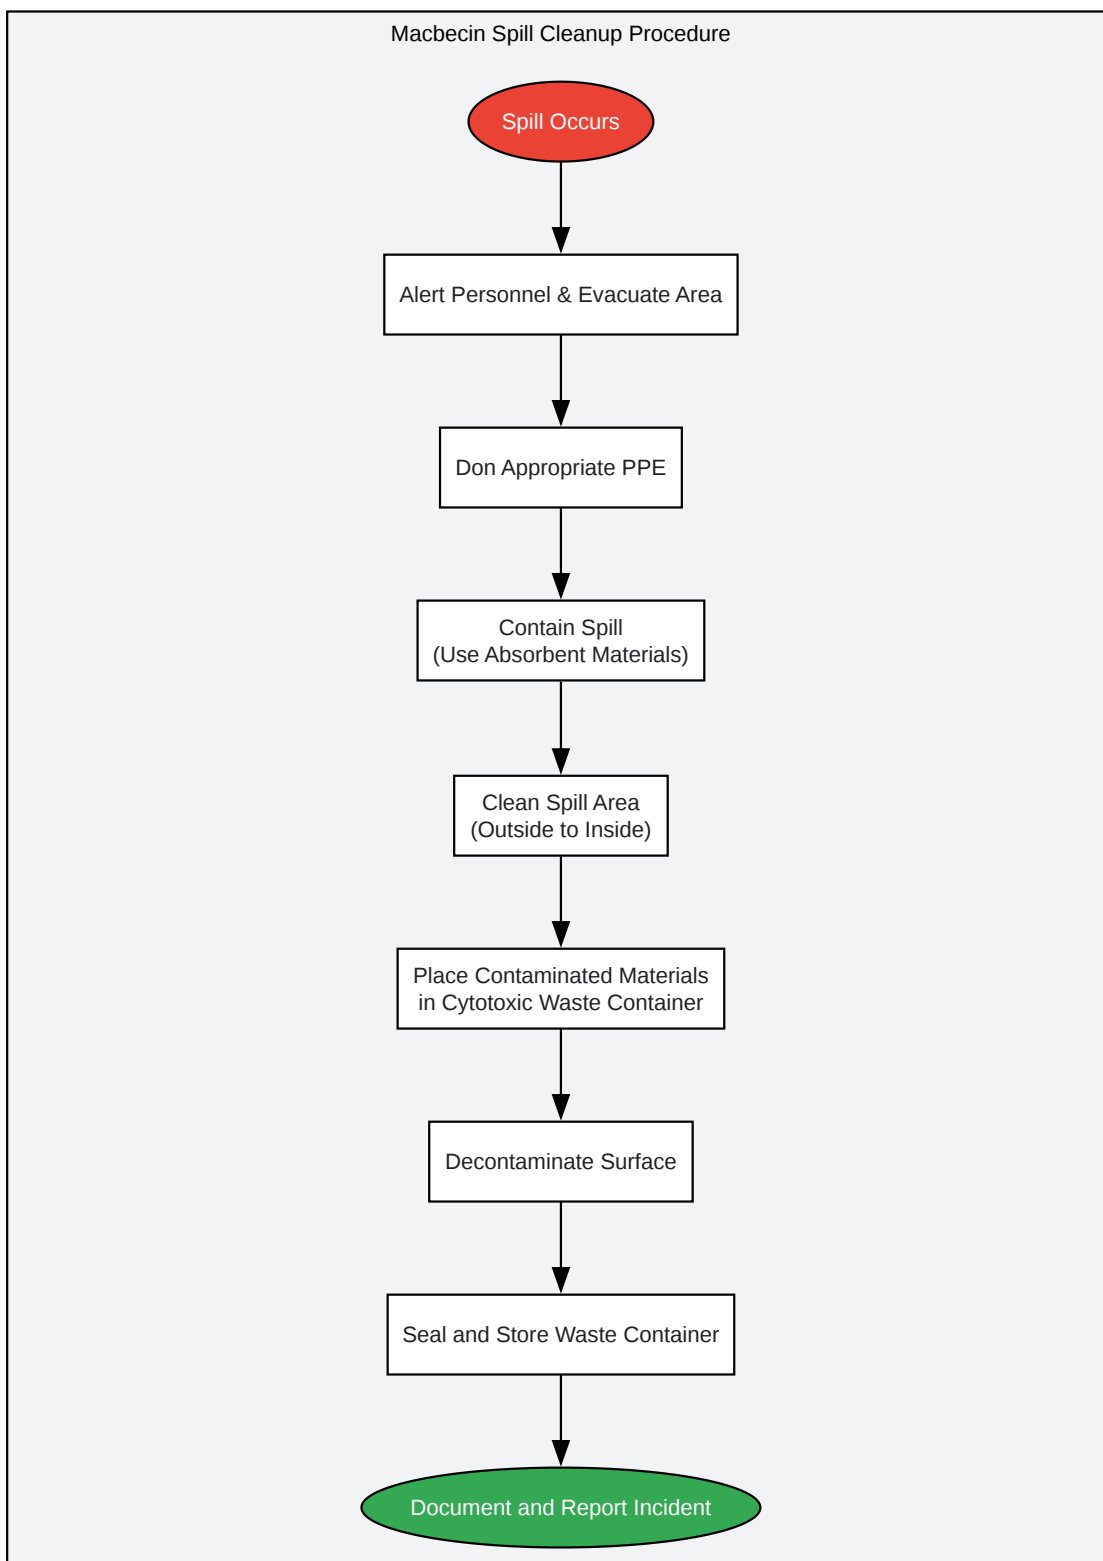 Macbecin Spill Cleanup Procedure
Spill Occurs
Alert Personnel & Evacuate Area
Don Appropriate PPE
Contain Spill
(Use Absorbent Materials)
Clean Spill Area
(Outside to Inside)
Place Contaminated Materials
in Cytotoxic Waste Container
Decontaminate Surface
Seal and Store Waste Container
Document and Report Incident